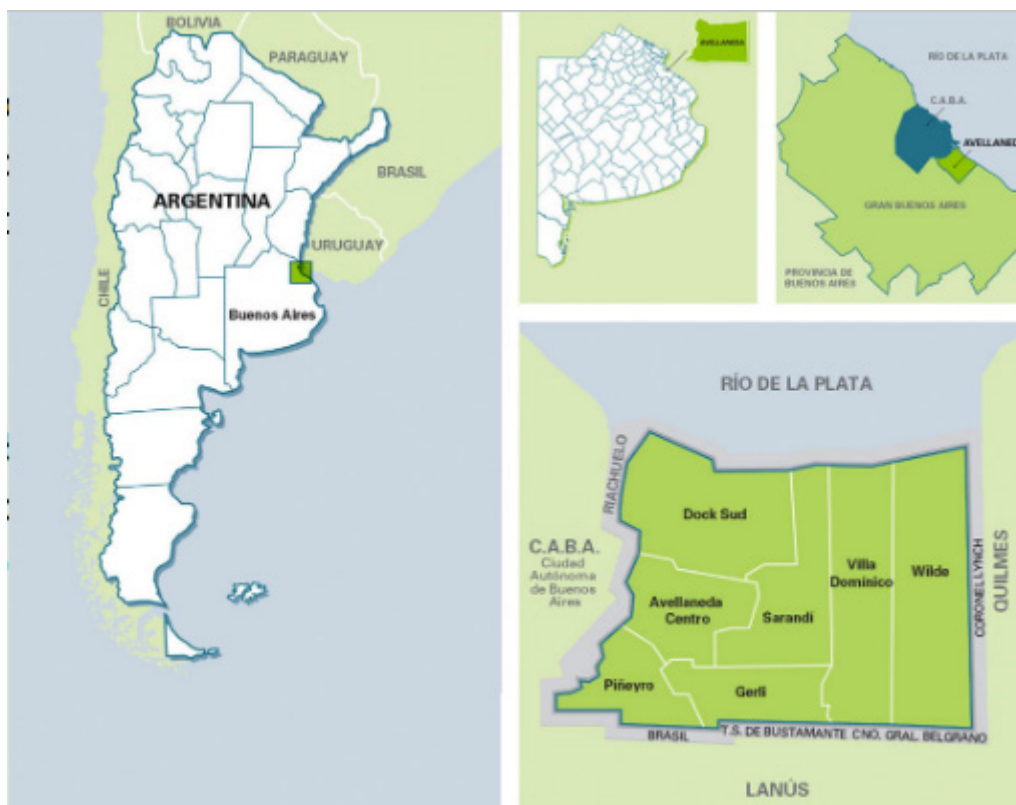 BOLIVIA
PARAGUAY
BRASIL
ARGENTINA
URUGUAY
CHILE
Buenos Aires
AVELLANEDA
RÍO DE LA PLATA
C.A.B.A.
AVELLANED
GRAN BUENOS AIRES
PROVINCIA DE
BUENOS AIRES
RÍO DE LA PLATA
RIACHUELO
Dock Sud
C.A.B.A.
Ciudad
Autónoma
de Buenos
Aires
Avellaneda
Centro
Sarandí
Villa
Domínico
Wilde
CORONEL LYNCH
QUILMES
Piñeyro
Gerli
BRASIL
T.S. DE BUSTAMANTE CNO. GRAL. BELGRANO
LANÚS